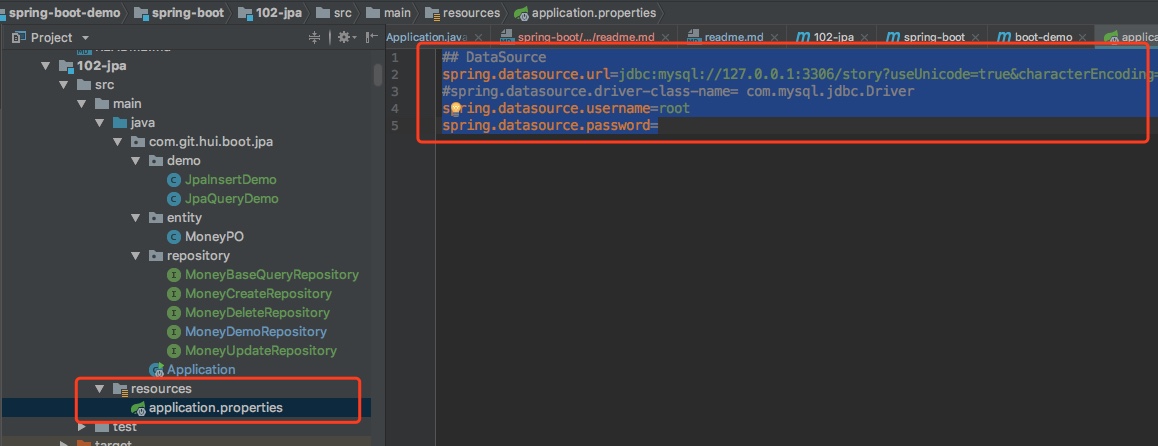 spring-boot-demo spring-boot 102-jpa src main resources application.properties
Project
Application.java spring-boot/.../readme.md readme.md 102-jpa spring-boot boot-demo
102-jpa
src
main
java
com.git.hui.boot.jpa
demo
JpaInsertDemo
JpaQueryDemo
entity
MoneyPO
repository
MoneyBaseQueryRepository
MoneyCreateRepository
MoneyDeleteRepository
MoneyDemoRepository
MoneyUpdateRepository
Application
resources
application.properties
test
target
1 ## DataSource
2 spring.datasource.url=jdbc:mysql://127.0.0.1:3306/story?useUnicode=true&characterEncoding=
3 #spring.datasource.driver-class-name= com.mysql.jdbc.Driver
4 spring.datasource.username=root
5 spring.datasource.password=